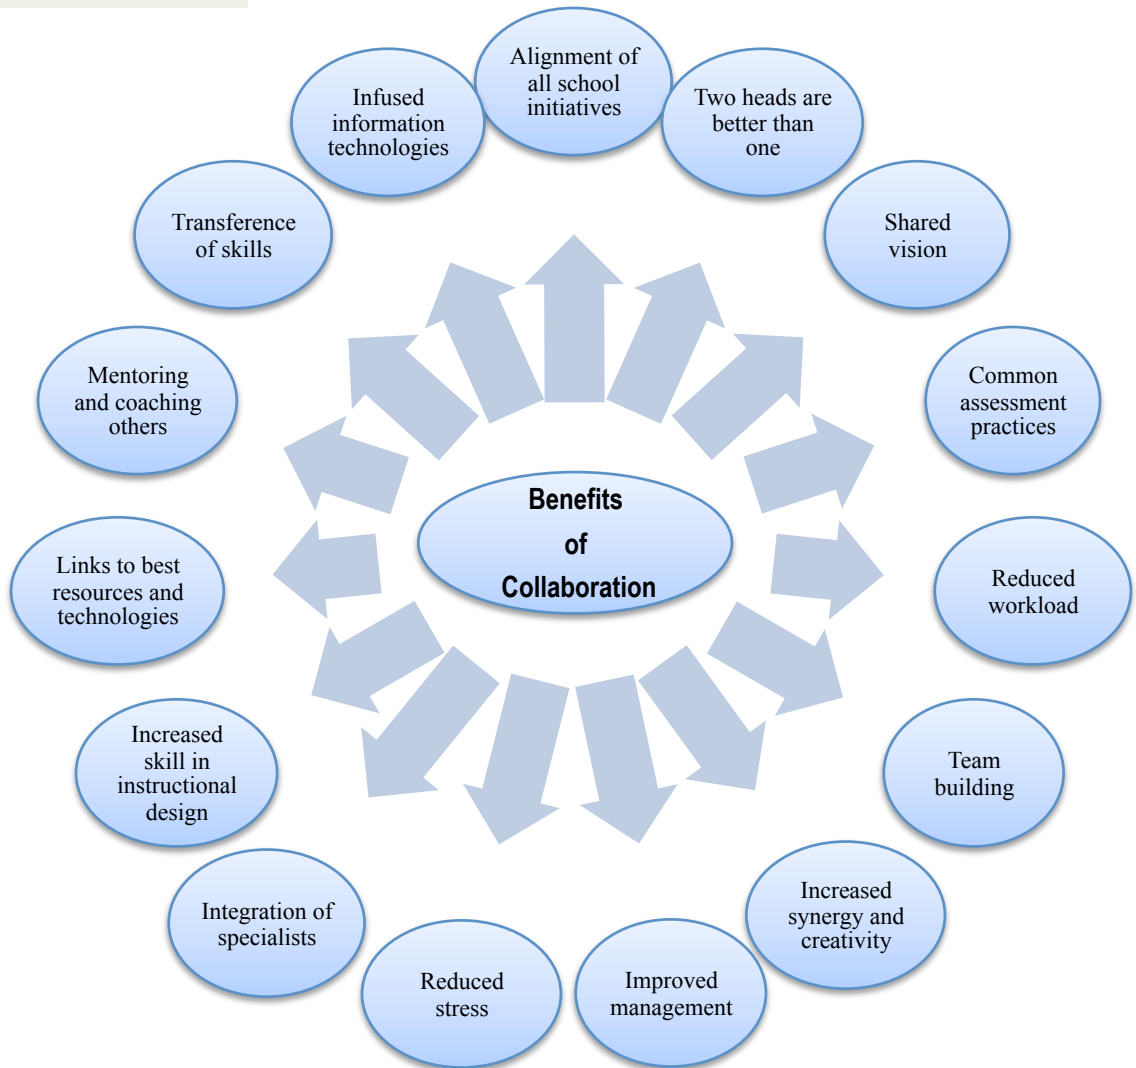 Alignment of
all school
initiatives
Two heads are
better than
one
Shared
vision
Common
assessment
practices
Reduced
workload
Team
building
Increased
synergy and
creativity
Improved
management
Reduced
stress
Integration of
specialists
Increased
skill in
instructional
design
Links to best
resources and
technologies
Mentoring
and coaching
others
Transference
of skills
Infused
information
technologies
Benefits
of
Collaboration